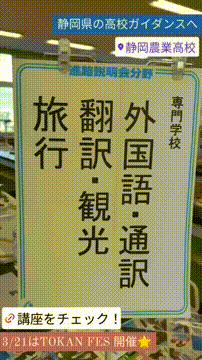 静岡県の高校ガイダンスへ
静岡農業高校
進路説明会分野
専門学校
外国語・通訳
翻訳・観光
旅行
講座をチェック！
3/21はTOKAN FES 開催